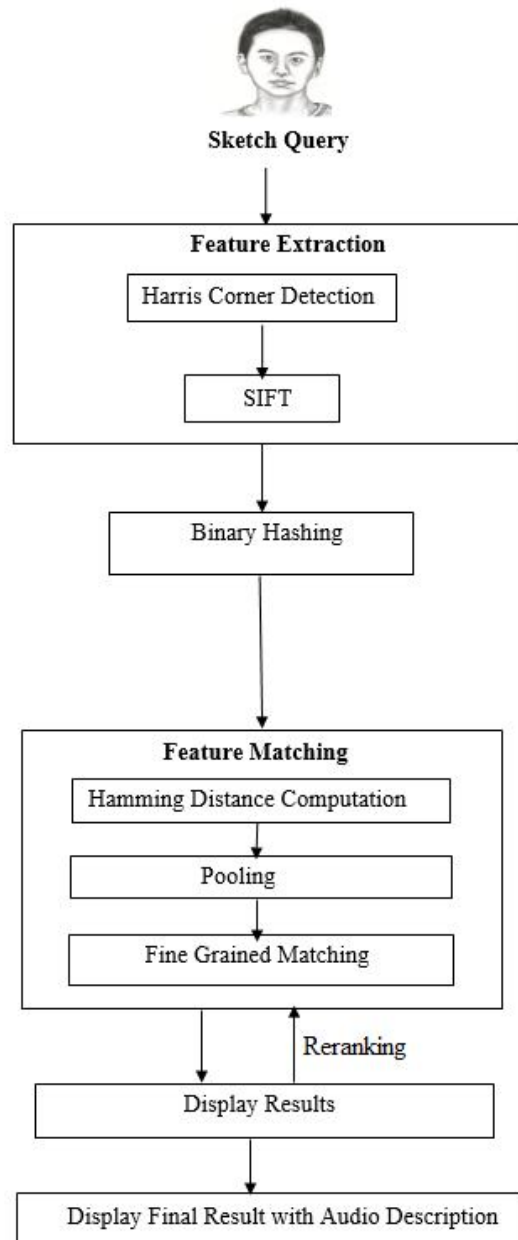 Sketch Query
Feature Extraction
Harris Corner Detection
SIFT
Binary Hashing
Feature Matching
Hamming Distance Computation
Pooling
Fine Grained Matching
Reranking
Display Results
Display Final Result with Audio Description